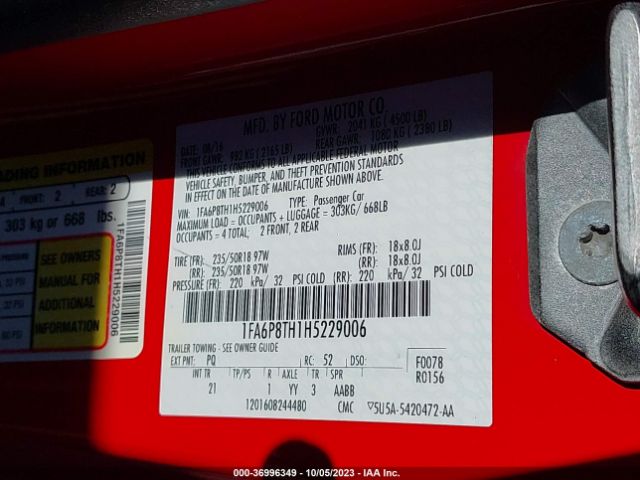 ADING INFORMATION
A FRONT: 2 REAR: 2
303 kg or 668 lbs.
SEE OWNERS
MANUAL FOR
ADDITIONAL
INFORMATION
1FA6P8TH1H5229006
MFD. BY FORD MOTOR CO.
DATE: 08/16 GVWR: 2041 KG ( 4500 LB)
FRONT GAWR: 982 KG ( 2165 LB) REAR GAWR: 1080 KG ( 2380 LB)
THIS VEHICLE CONFORMS TO ALL APPLICABLE FEDERAL MOTOR
VEHICLE SAFETY, BUMPER, AND THEFT PREVENTION STANDARDS
IN EFFECT ON THE DATE OF MANUFACTURE SHOWN ABOVE.
VIN: 1FA6P8TH1H5229006 TYPE: Passenger Car
MAXIMUM LOAD = OCCUPANTS + LUGGAGE = 303KG/ 668LB
OCCUPANTS = 4 TOTAL, 2 FRONT, 2 REAR
TIRE (FR): 235/50R18 97W RIMS (FR): 18x8.0J
(RR): 235/50R18 97W (RR): 18x8.0J
PRESSURE (FR): 220 kPa/ 32 PSI COLD (RR): 220 kPa/ 32 PSI COLD
1FA6P8TH1H5229006
TRAILER TOWING - SEE OWNER GUIDE
EXT PNT: PQ RC: 52 DSO: F0078
INT TR TP/PS R AXLE TR SPR R0156
21 1 YY 3 AABB
1201608244480 CMC ▽5U5A-5420472-AA
000-36996349 - 10/05/2023 - IAA Inc.